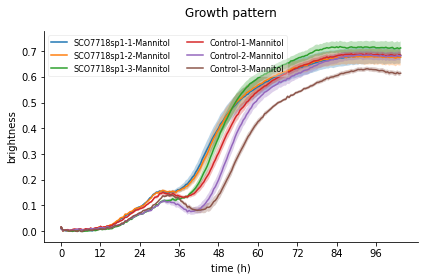 Growth pattern
SCO7718sp1-1-Mannitol
SCO7718sp1-2-Mannitol
SCO7718sp1-3-Mannitol
Control-1-Mannitol
Control-2-Mannitol
Control-3-Mannitol
brightness
0.7
0.6
0.5
0.4
0.3
0.2
0.1
0.0
0 12 24 36 48 60 72 84 96
time (h)